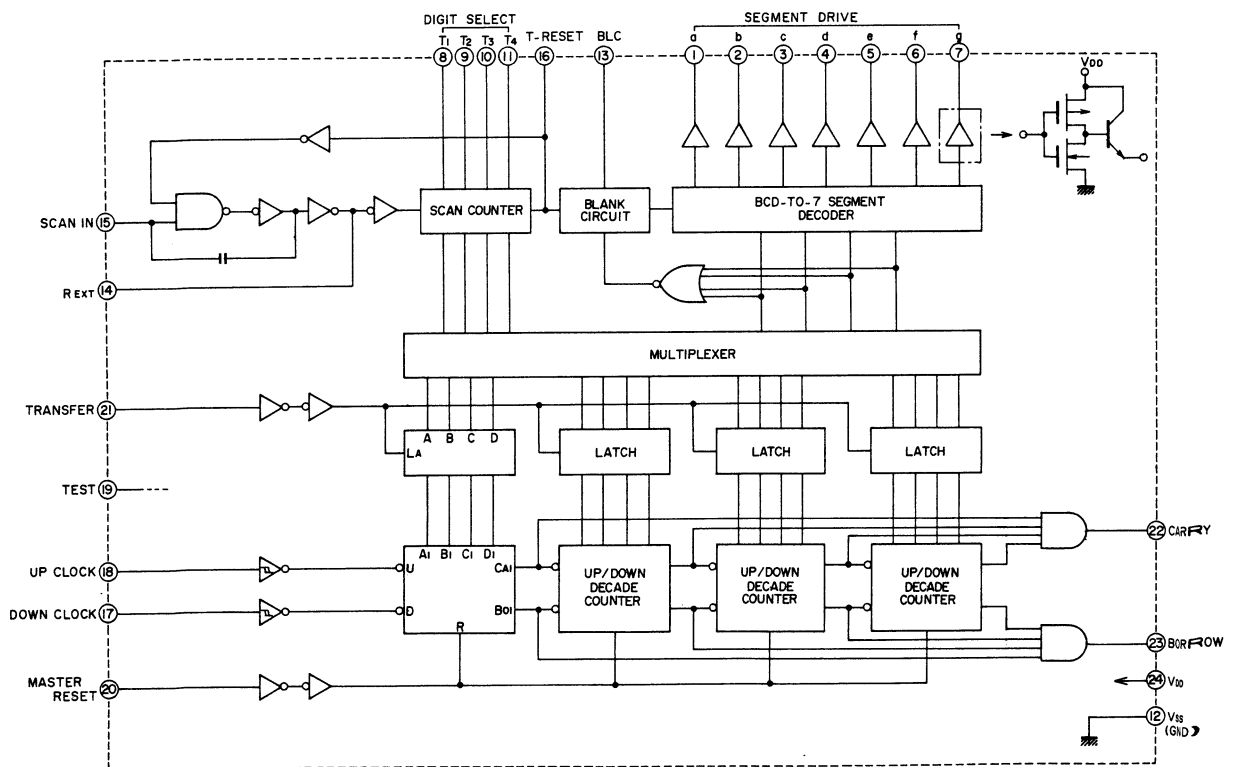 DIGIT SELECT
SEGMENT DRIVE
T1 T2 T3 T4 T-RESET BLC
a b c d e f g
8 9 10 11 16 13 1 2 3 4 5 6 7
VDD
SCAN IN 15
SCAN COUNTER
BLANK
CIRCUIT
BCD-TO-7 SEGMENT
DECODER
R EXT 14
MULTIPLEXER
TRANSFER 21
A B C D
LA
LATCH
LATCH
LATCH
TEST 19
22 CARRY
A1 B1 C1 D1
UP CLOCK 18
U
CA1
UP/DOWN
DECADE
COUNTER
UP/DOWN
DECADE
COUNTER
UP/DOWN
DECADE
COUNTER
DOWN CLOCK 17
D
BO1
R
23 BORROW
MASTER
RESET 20
24 VDD
12 VSS
(GND)